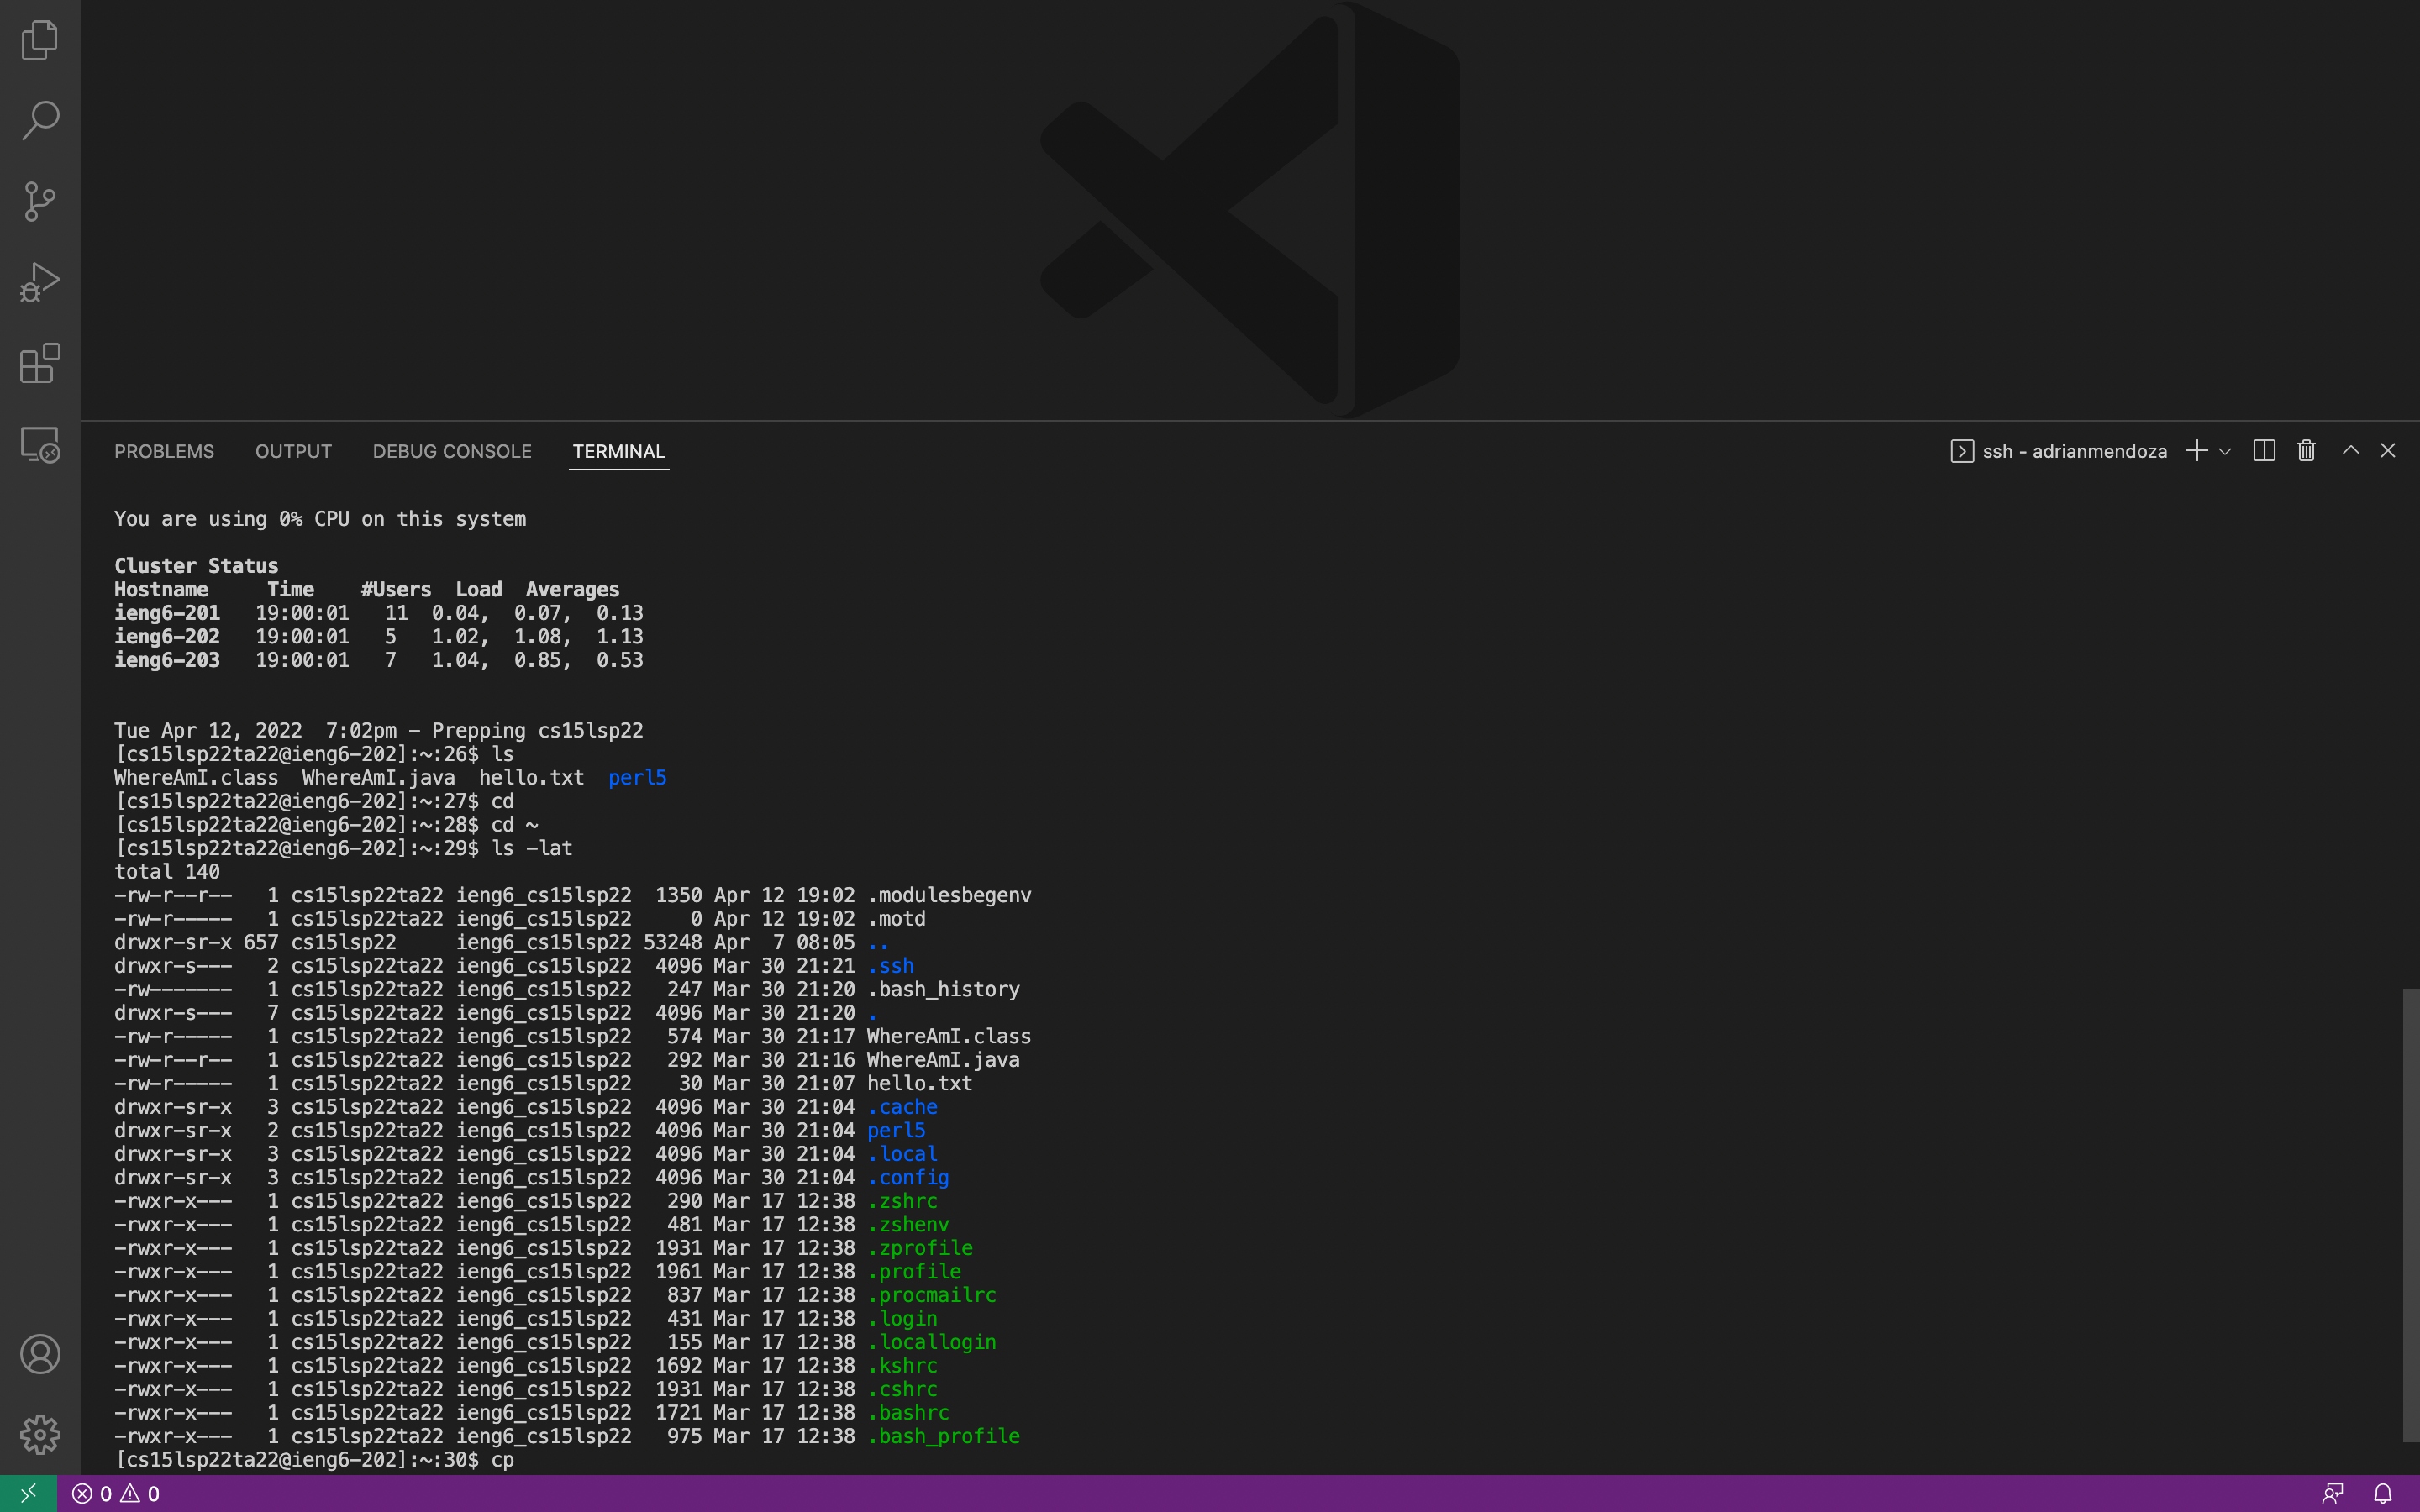 PROBLEMS OUTPUT DEBUG CONSOLE TERMINAL ssh - adrianmendoza
You are using 0% CPU on this system
Cluster Status
Hostname     Time    #Users  Load  Averages
ieng6-201   19:00:01   11  0.04,  0.07,  0.13
ieng6-202   19:00:01   5   1.02,  1.08,  1.13
ieng6-203   19:00:01   7   1.04,  0.85,  0.53
Tue Apr 12, 2022  7:02pm - Prepping cs15lsp22
[cs15lsp22ta22@ieng6-202]:~:26$ ls
WhereAmI.class  WhereAmI.java  hello.txt  perl5
[cs15lsp22ta22@ieng6-202]:~:27$ cd
[cs15lsp22ta22@ieng6-202]:~:28$ cd ~
[cs15lsp22ta22@ieng6-202]:~:29$ ls -lat
total 140
-rw-r--r--   1 cs15lsp22ta22 ieng6_cs15lsp22  1350 Apr 12 19:02 .modulesbegenv
-rw-r-----   1 cs15lsp22ta22 ieng6_cs15lsp22     0 Apr 12 19:02 .motd
drwxr-sr-x 657 cs15lsp22     ieng6_cs15lsp22 53248 Apr  7 08:05 ..
drwxr-s---   2 cs15lsp22ta22 ieng6_cs15lsp22  4096 Mar 30 21:21 .ssh
-rw-------   1 cs15lsp22ta22 ieng6_cs15lsp22   247 Mar 30 21:20 .bash_history
drwxr-s---   7 cs15lsp22ta22 ieng6_cs15lsp22  4096 Mar 30 21:20 .
-rw-r-----   1 cs15lsp22ta22 ieng6_cs15lsp22   574 Mar 30 21:17 WhereAmI.class
-rw-r--r--   1 cs15lsp22ta22 ieng6_cs15lsp22   292 Mar 30 21:16 WhereAmI.java
-rw-r-----   1 cs15lsp22ta22 ieng6_cs15lsp22    30 Mar 30 21:07 hello.txt
drwxr-sr-x   3 cs15lsp22ta22 ieng6_cs15lsp22  4096 Mar 30 21:04 .cache
drwxr-sr-x   2 cs15lsp22ta22 ieng6_cs15lsp22  4096 Mar 30 21:04 perl5
drwxr-sr-x   3 cs15lsp22ta22 ieng6_cs15lsp22  4096 Mar 30 21:04 .local
drwxr-sr-x   3 cs15lsp22ta22 ieng6_cs15lsp22  4096 Mar 30 21:04 .config
-rwxr-x---   1 cs15lsp22ta22 ieng6_cs15lsp22   290 Mar 17 12:38 .zshrc
-rwxr-x---   1 cs15lsp22ta22 ieng6_cs15lsp22   481 Mar 17 12:38 .zshenv
-rwxr-x---   1 cs15lsp22ta22 ieng6_cs15lsp22  1931 Mar 17 12:38 .zprofile
-rwxr-x---   1 cs15lsp22ta22 ieng6_cs15lsp22  1961 Mar 17 12:38 .profile
-rwxr-x---   1 cs15lsp22ta22 ieng6_cs15lsp22   837 Mar 17 12:38 .procmailrc
-rwxr-x---   1 cs15lsp22ta22 ieng6_cs15lsp22   431 Mar 17 12:38 .login
-rwxr-x---   1 cs15lsp22ta22 ieng6_cs15lsp22   155 Mar 17 12:38 .locallogin
-rwxr-x---   1 cs15lsp22ta22 ieng6_cs15lsp22  1692 Mar 17 12:38 .kshrc
-rwxr-x---   1 cs15lsp22ta22 ieng6_cs15lsp22  1931 Mar 17 12:38 .cshrc
-rwxr-x---   1 cs15lsp22ta22 ieng6_cs15lsp22  1721 Mar 17 12:38 .bashrc
-rwxr-x---   1 cs15lsp22ta22 ieng6_cs15lsp22   975 Mar 17 12:38 .bash_profile
[cs15lsp22ta22@ieng6-202]:~:30$ cp
0 0